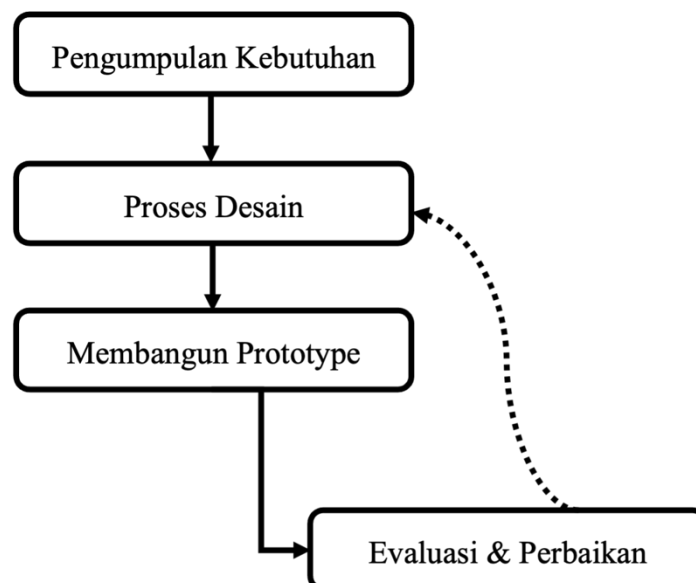 Pengumpulan Kebutuhan
Proses Desain
Membangun Prototype
Evaluasi & Perbaikan